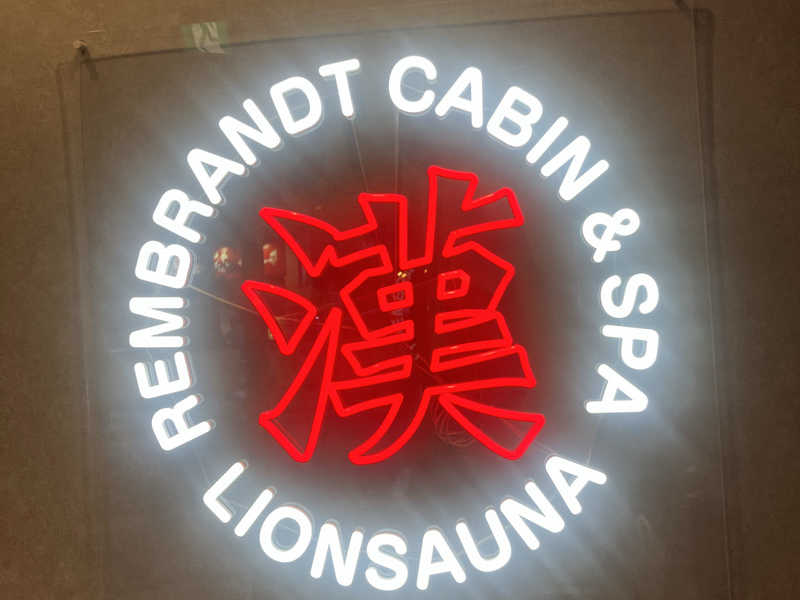 REMBRANDT CABIN & SPA
漢
LIONSAUNA